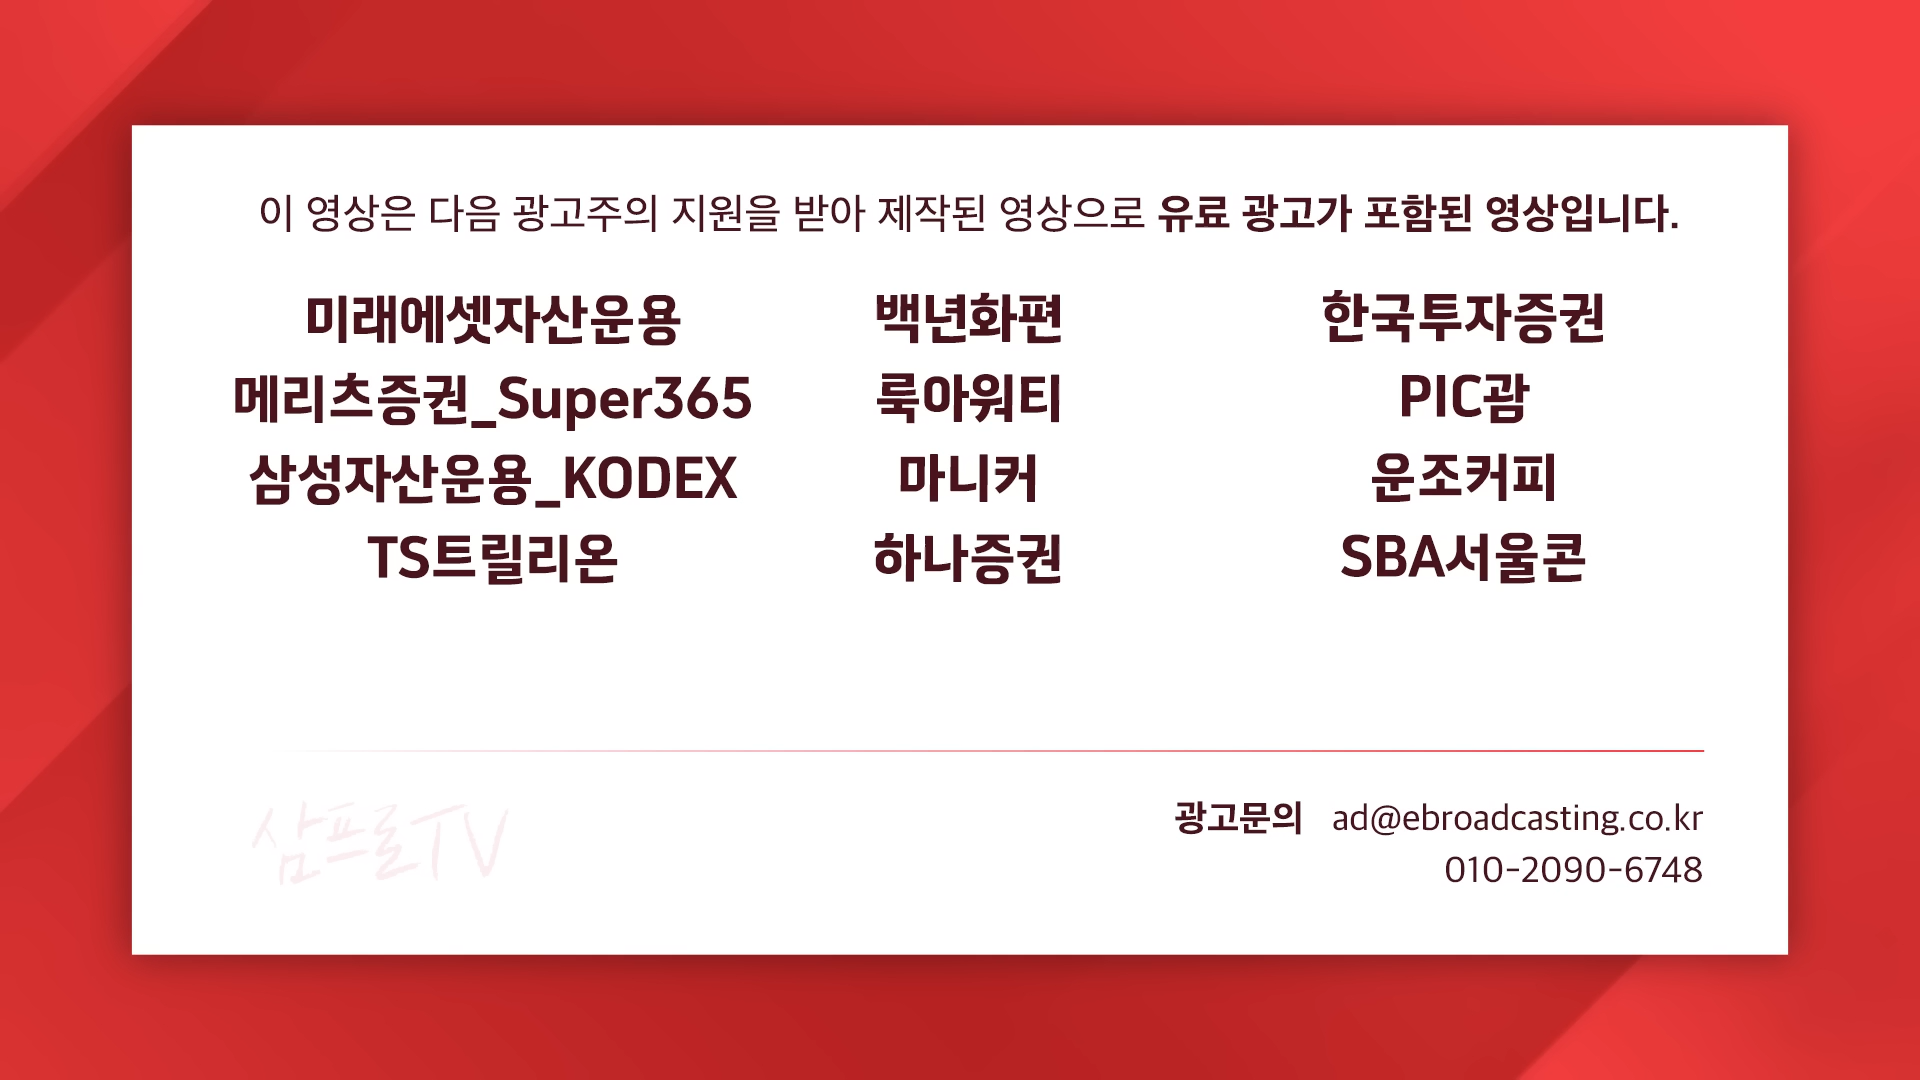 이 영상은 다음 광고주의 지원을 받아 제작된 영상으로 유료 광고가 포함된 영상입니다.
미래에셋자산운용 백년화편 한국투자증권
메리츠증권_Super365 룩아워티 PIC괌
삼성자산운용_KODEX 마니커 운조커피
TS트릴리온 하나증권 SBA서울콘
삼프로TV
광고문의 ad@ebroadcasting.co.kr
010-2090-6748